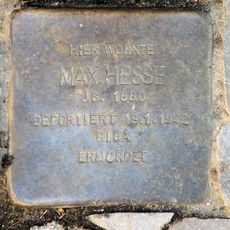 HIER WOHNTE
MAX HESSE
JG. 1880
DEPORTIERT 19.1.1942
RIGA
ERMORDET